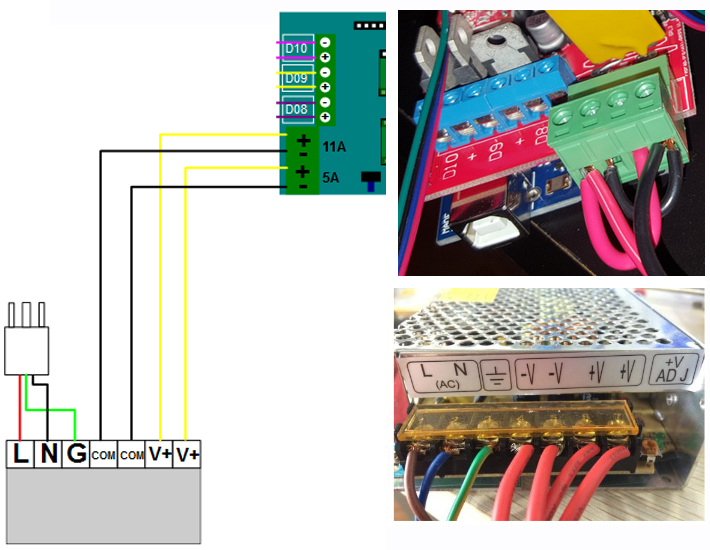 D10
-
+
D09
-
+
D08
-
+
+
-
11A
+
-
5A
L N G COM COM V+ V+
D10 + D9 - + D8
L N
(AC)
-V -V
+V +V
+V
ADJ